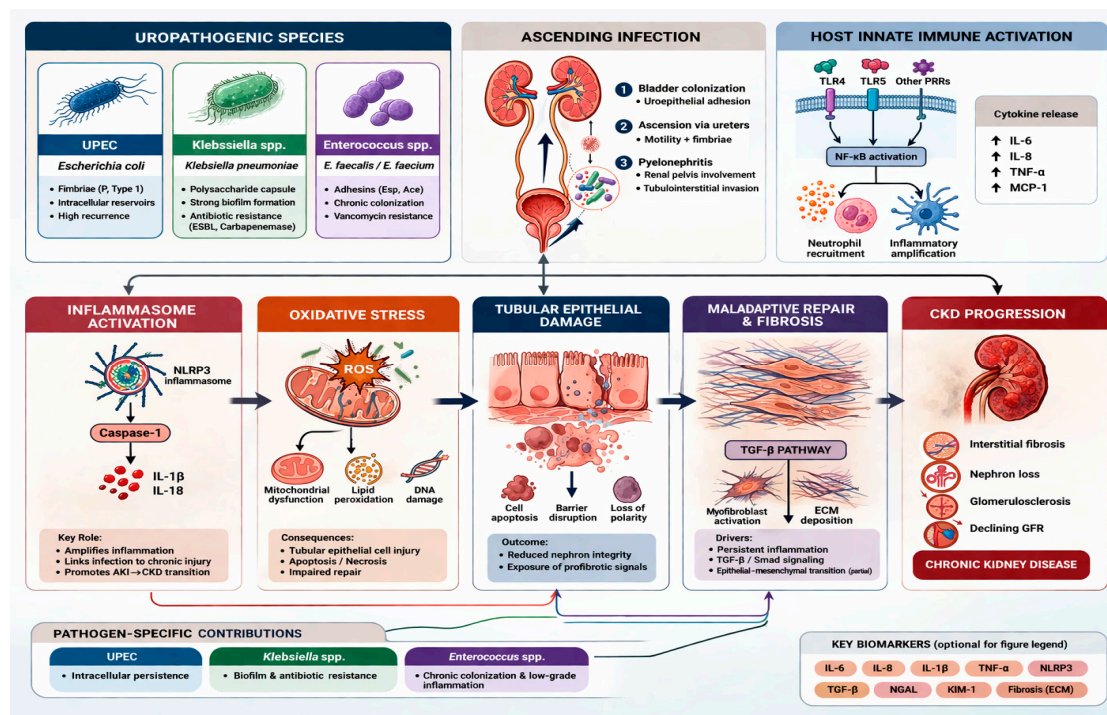 UROPATHOGENIC SPECIES
UPEC
Escherichia coli
• Fimbriae (P, Type 1)
• Intracellular reservoirs
• High recurrence
Klebssiella spp.
Klebsiella pneumoniae
• Polysaccharide capsule
• Strong biofilm formation
• Antibiotic resistance
(ESBL, Carbapenemase)
Enterococcus spp.
E. faecalis / E. faecium
• Adhesins (Esp, Ace)
• Chronic colonization
• Vancomycin resistance
ASCENDING INFECTION
1 Bladder colonization
• Uroepithelial adhesion
2 Ascension via ureters
• Motility + fimbriae
3 Pyelonephritis
• Renal pelvis involvement
• Tubulointerstitial invasion
HOST INNATE IMMUNE ACTIVATION
TLR4 TLR5 Other PRRs
NF-κB activation
Neutrophil
recruitment
Inflammatory
amplification
Cytokine release
↑ IL-6
↑ IL-8
↑ TNF-α
↑ MCP-1
INFLAMMASOME
ACTIVATION
NLRP3
inflammasome
Caspase-1
IL-1β
IL-18
Key Role:
• Amplifies inflammation
• Links infection to chronic injury
• Promotes AKI→CKD transition
OXIDATIVE STRESS
ROS
Mitochondrial
dysfunction
Lipid
peroxidation
DNA
damage
Consequences:
• Tubular epithelial cell injury
• Apoptosis / Necrosis
• Impaired repair
TUBULAR EPITHELIAL
DAMAGE
Cell
apoptosis
Barrier
disruption
Loss of
polarity
Outcome:
• Reduced nephron integrity
• Exposure of profibrotic signals
MALADAPTIVE REPAIR
& FIBROSIS
TGF-β PATHWAY
Myofibroblast
activation
ECM
deposition
Drivers:
• Persistent inflammation
• TGF-β / Smad signaling
• Epithelial–mesenchymal transition (partial)
CKD PROGRESSION
Interstitial fibrosis
Nephron loss
Glomerulosclerosis
Declining GFR
CHRONIC KIDNEY DISEASE
PATHOGEN-SPECIFIC CONTRIBUTIONS
UPEC
• Intracellular persistence
Klebsiella spp.
• Biofilm & antibiotic resistance
Enterococcus spp.
• Chronic colonization & low-grade
inflammation
KEY BIOMARKERS (optional for figure legend)
IL-6 IL-8 IL-1β TNF-α NLRP3
TGF-β NGAL KIM-1 Fibrosis (ECM)